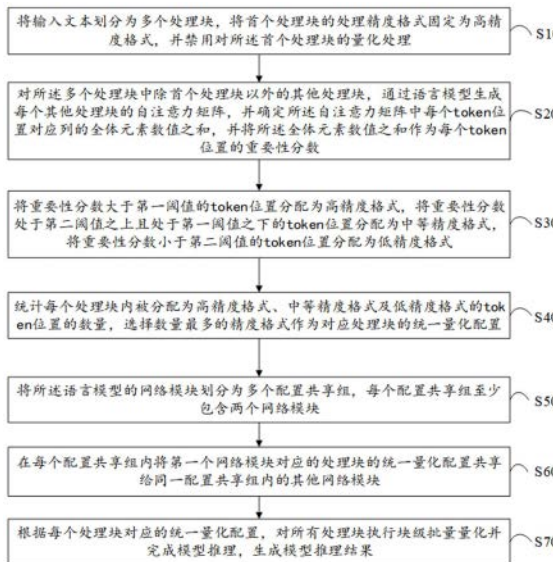 将输入文本划分为多个处理块，将首个处理块的处理精度格式固定为高精
度格式，并禁用对所述首个处理块的量化处理
S10
对所述多个处理块中除首个处理块以外的其他处理块，通过语言模型生成
每个其他处理块的自注意力矩阵，并确定所述自注意力矩阵中每个token位
置对应列的全体元素数值之和，并将所述全体元素数值之和作为每个token
位置的重要性分数
S20
将重要性分数大于第一阈值的token位置分配为高精度格式，将重要性分数
处于第二阈值之上且处于第一阈值之下的token位置分配为中等精度格式，
将重要性分数小于第二阈值的token位置分配为低精度格式
S30
统计每个处理块内被分配为高精度格式、中等精度格式及低精度格式的tok
en位置的数量，选择数量最多的精度格式作为对应处理块的统一量化配置
S40
将所述语言模型的网络模块划分为多个配置共享组，每个配置共享组至少
包含两个网络模块
S50
在每个配置共享组内将第一个网络模块对应的处理块的统一量化配置共享
给同一配置共享组内的其他网络模块
S60
根据每个处理块对应的统一量化配置，对所有处理块执行块级批量量化并
完成模型推理，生成模型推理结果
S70